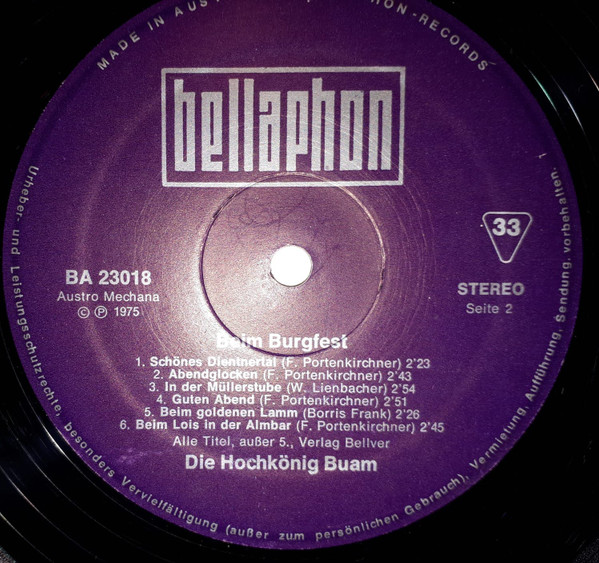 MADE IN AUST PHON-RECORDS
bellaphon
33
BA 23018
Austro Mechana
© Ⓟ 1975
STEREO
Seite 2
Beim Burgfest
1. Schönes Dientnertal (F. Portenkirchner) 2'23
2. Abendglocken (F. Portenkirchner) 2'43
3. In der Müllerstube (W. Lienbacher) 2'54
4. Guten Abend (F. Portenkirchner) 2'51
5. Beim goldenen Lamm (Borris Frank) 2'26
6. Beim Lois in der Almbar (F. Portenkirchner) 2'45
Alle Titel, außer 5., Verlag Bellver
Die Hochkönig Buam
Urheber- und Leistungsschutzrechte, besonders Vervielfältigung (außer zum persönlichen Gebrauch), Vermietung, Aufführung, Sendung, vorbehalten.